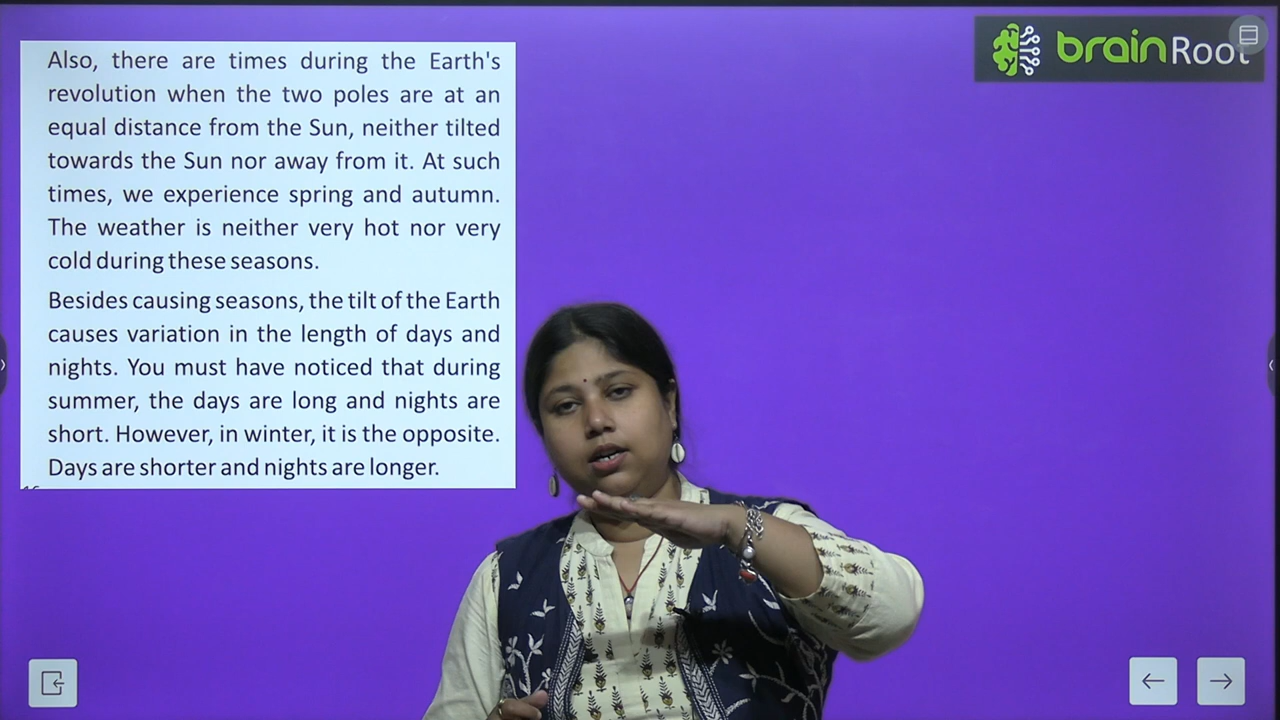 Also, there are times during the Earth's
revolution when the two poles are at an
equal distance from the Sun, neither tilted
towards the Sun nor away from it. At such
times, we experience spring and autumn.
The weather is neither very hot nor very
cold during these seasons.
Besides causing seasons, the tilt of the Earth
causes variation in the length of days and
nights. You must have noticed that during
summer, the days are long and nights are
short. However, in winter, it is the opposite.
Days are shorter and nights are longer.
brainRoot